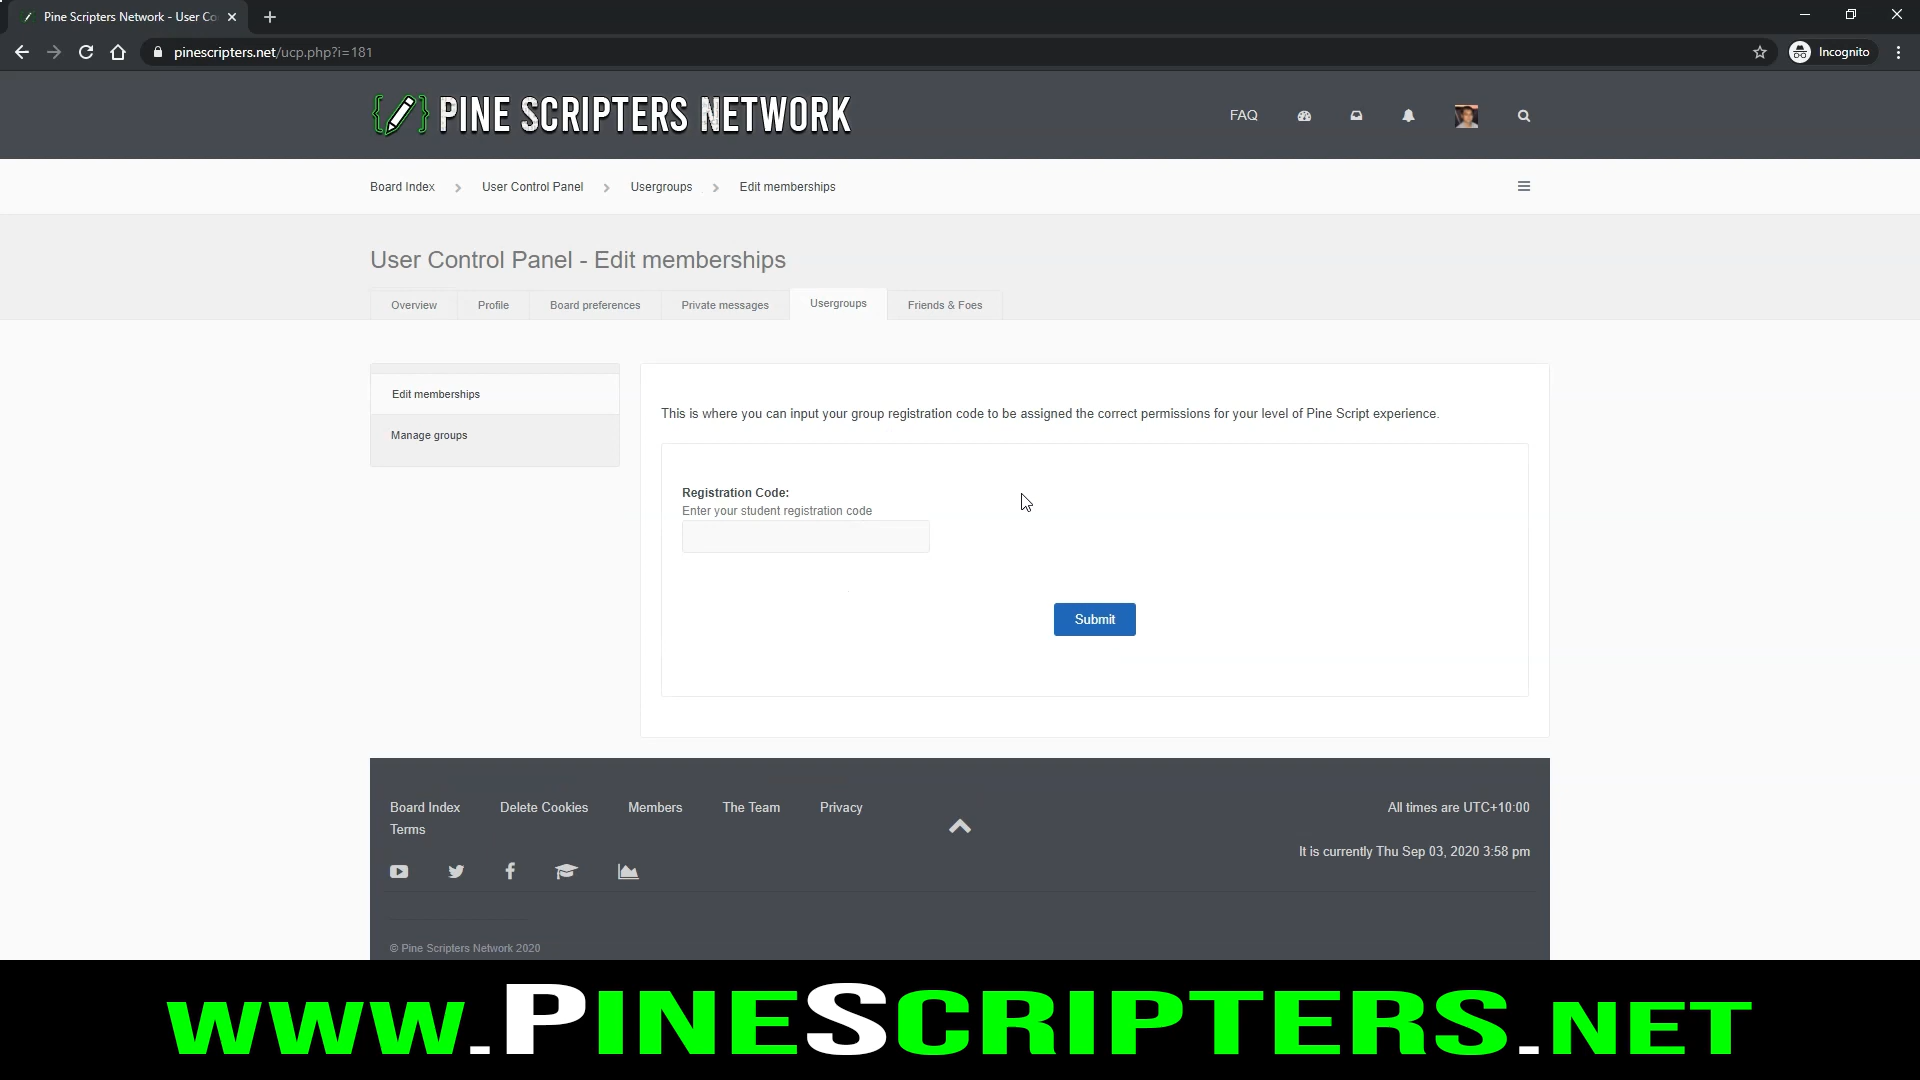 Pine Scripters Network - User Co
pinescripters.net/ucp.php?i=181
Incognito
PINE SCRIPTERS NETWORK
FAQ
Board Index
User Control Panel
Usergroups
Edit memberships
User Control Panel - Edit memberships
Overview
Profile
Board preferences
Private messages
Usergroups
Friends & Foes
Edit memberships
Manage groups
This is where you can input your group registration code to be assigned the correct permissions for your level of Pine Script experience.
Registration Code:
Enter your student registration code
Submit
Board Index
Delete Cookies
Members
The Team
Privacy
Terms
All times are UTC+10:00
It is currently Thu Sep 03, 2020 3:58 pm
© Pine Scripters Network 2020
www.PineScripters.net